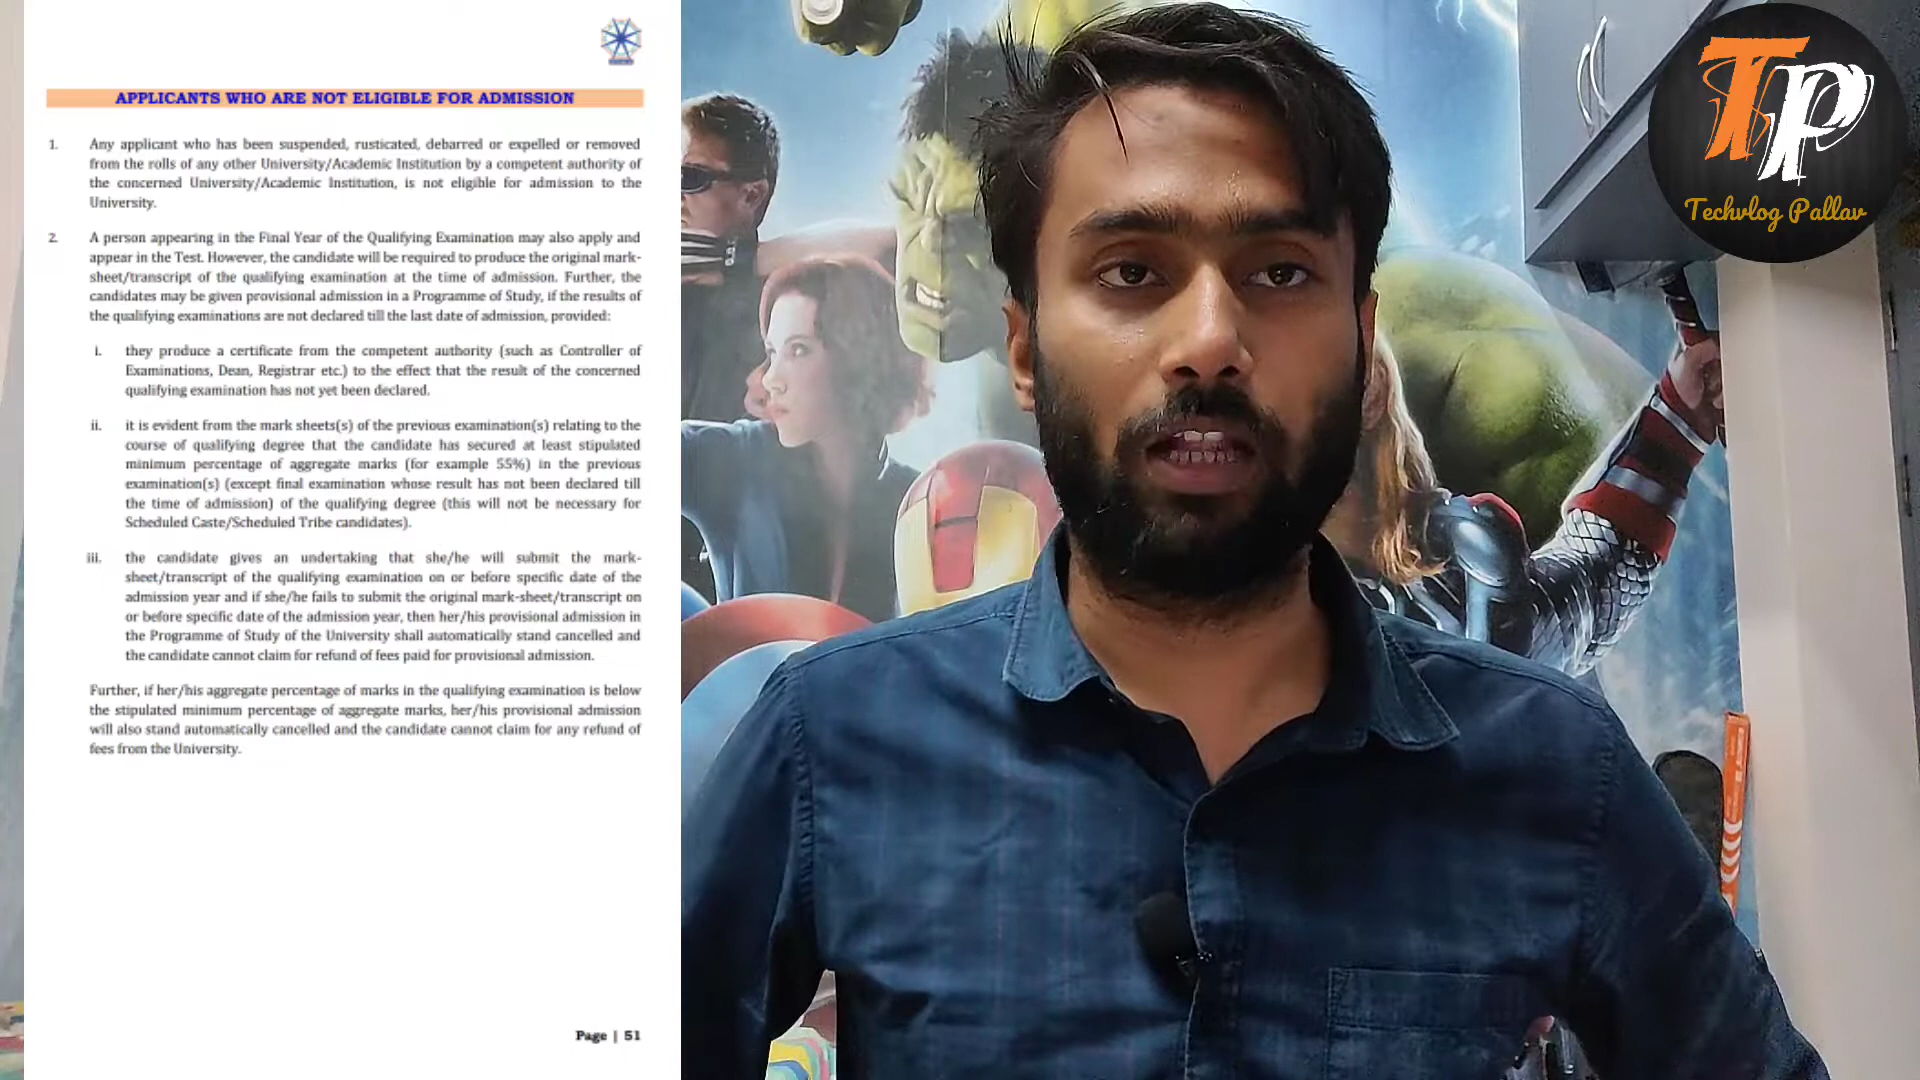 APPLICANTS WHO ARE NOT ELIGIBLE FOR ADMISSION
1. Any applicant who has been suspended, rusticated, debarred or expelled or removed
from the rolls of any other University/Academic Institution by a competent authority of
the concerned University/Academic Institution, is not eligible for admission to the
University.
2. A person appearing in the Final Year of the Qualifying Examination may also apply and
appear in the Test. However, the candidate will be required to produce the original mark-
sheet/transcript of the qualifying examination at the time of admission. Further, the
candidates may be given provisional admission in a Programme of Study, if the results of
the qualifying examinations are not declared till the last date of admission, provided:
i. they produce a certificate from the competent authority (such as Controller of
Examinations, Dean, Registrar etc.) to the effect that the result of the concerned
qualifying examination has not yet been declared.
ii. it is evident from the mark sheets(s) of the previous examination(s) relating to the
course of qualifying degree that the candidate has secured at least stipulated
minimum percentage of aggregate marks (for example 55%) in the previous
examination(s) (except final examination whose result has not been declared till
the time of admission) of the qualifying degree (this will not be necessary for
Scheduled Caste/Scheduled Tribe candidates).
iii. the candidate gives an undertaking that she/he will submit the mark-
sheet/transcript of the qualifying examination on or before specific date of the
admission year and if she/he fails to submit the original mark-sheet/transcript on
or before specific date of the admission year, then her/his provisional admission in
the Programme of Study of the University shall automatically stand cancelled and
the candidate cannot claim for refund of fees paid for provisional admission.
Further, if her/his aggregate percentage of marks in the qualifying examination is below
the stipulated minimum percentage of aggregate marks, her/his provisional admission
will also stand automatically cancelled and the candidate cannot claim for any refund of
fees from the University.
Page | 51
TP
Techvlog Pallav